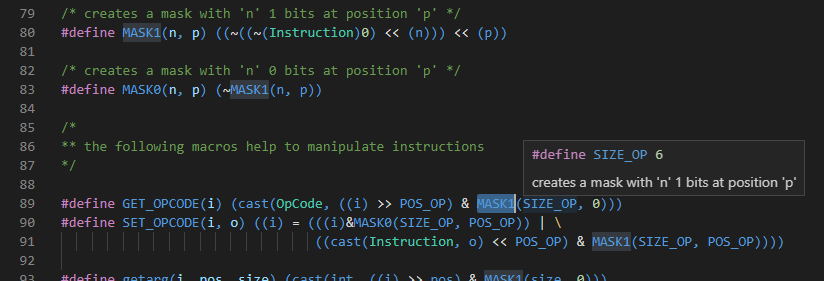 79 /* creates a mask with 'n' 1 bits at position 'p' */
80 #define MASK1(n, p) ((~((~(Instruction)0) << (n))) << (p))
81
82 /* creates a mask with 'n' 0 bits at position 'p' */
83 #define MASK0(n, p) (~MASK1(n, p))
84
85 /*
86 ** the following macros help to manipulate instructions
#define SIZE_OP 6
87 */
creates a mask with 'n' 1 bits at position 'p'
88
89 #define GET_OPCODE(i) (cast(OpCode, ((i) >> POS_OP) & MASK1(SIZE_OP, 0)))
90 #define SET_OPCODE(i, o) ((i) = (((i)&MASK0(SIZE_OP, POS_OP)) | \
91 ((cast(Instruction, o) << POS_OP) & MASK1(SIZE_OP, POS_OP))))
92
93 #define getarg(i, pos, size) (cast(int, ((i) >> pos) & MASK1(size, 0)))